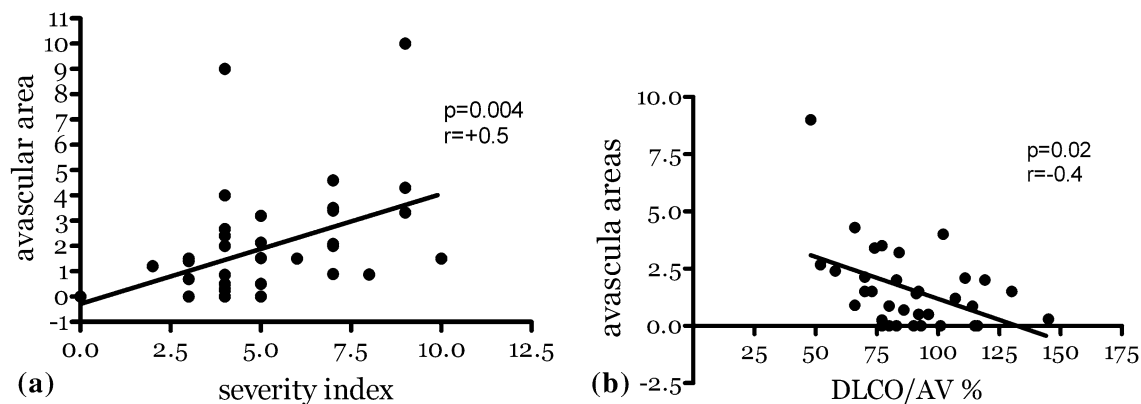 11
10
9
8
7
6
5
4
3
2
1
0
-1
avascular area
p=0.004
r=+0.5
0.0 2.5 5.0 7.5 10.0 12.5
(a) severity index
10.0
7.5
5.0
2.5
0.0
-2.5
avascula areas
p=0.02
r=-0.4
25 50 75 100 125 150 175
(b) DLCO/AV %